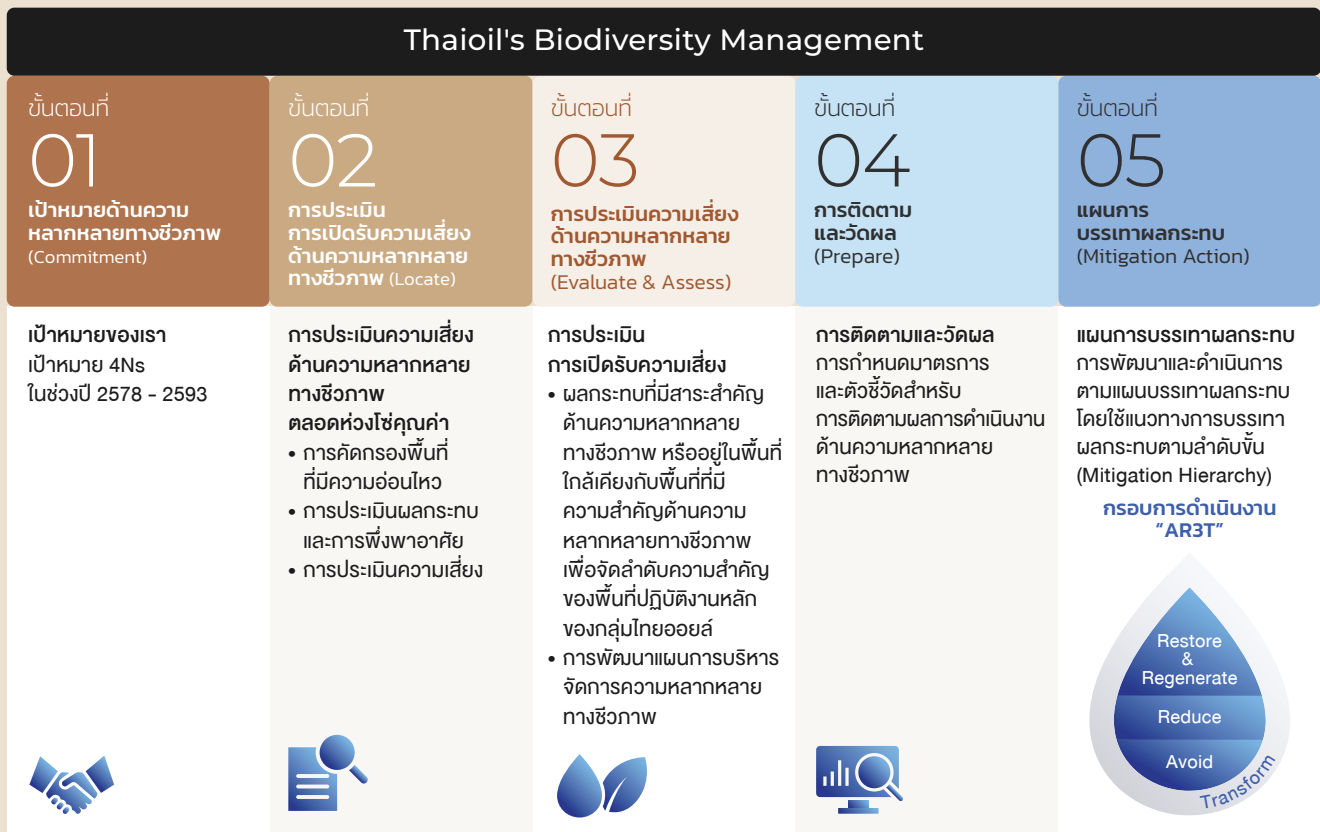 Thaioil's Biodiversity Management
ขั้นตอนที่
01
เป้าหมายด้านความ
หลากหลายทางชีวภาพ
(Commitment)
ขั้นตอนที่
02
การประเมิน
การเปิดรับความเสี่ยง
ด้านความหลากหลาย
ทางชีวภาพ (Locate)
ขั้นตอนที่
03
การประเมินความเสี่ยง
ด้านความหลากหลาย
ทางชีวภาพ
(Evaluate & Assess)
ขั้นตอนที่
04
การติดตาม
และวัดผล
(Prepare)
ขั้นตอนที่
05
แผนการ
บรรเทาผลกระทบ
(Mitigation Action)
เป้าหมายของเรา
เป้าหมาย 4Ns
ในช่วงปี 2578 - 2593
การประเมินความเสี่ยง
ด้านความหลากหลาย
ทางชีวภาพ
ตลอดห่วงโซ่คุณค่า
• การคัดกรองพื้นที่
ที่มีความอ่อนไหว
• การประเมินผลกระทบ
และการพึ่งพาอาศัย
• การประเมินความเสี่ยง
การประเมิน
การเปิดรับความเสี่ยง
• ผลกระทบที่มีสาระสำคัญ
ด้านความหลากหลาย
ทางชีวภาพ หรืออยู่ในพื้นที่
ใกล้เคียงกับพื้นที่ที่มี
ความสำคัญด้านความ
หลากหลายทางชีวภาพ
เพื่อจัดลำดับความสำคัญ
ของพื้นที่ปฏิบัติงานหลัก
ของกลุ่มไทยออยล์
• การพัฒนาแผนการบริหาร
จัดการความหลากหลาย
ทางชีวภาพ
การติดตามและวัดผล
การกำหนดมาตรการ
และตัวชี้วัดสำหรับ
การติดตามผลการดำเนินงาน
ด้านความหลากหลาย
ทางชีวภาพ
แผนการบรรเทาผลกระทบ
การพัฒนาและดำเนินการ
ตามแผนบรรเทาผลกระทบ
โดยใช้แนวทางการบรรเทา
ผลกระทบตามลำดับขั้น
(Mitigation Hierarchy)
กรอบการดำเนินงาน
“AR3T”
Restore
&
Regenerate
Reduce
Avoid
Transform